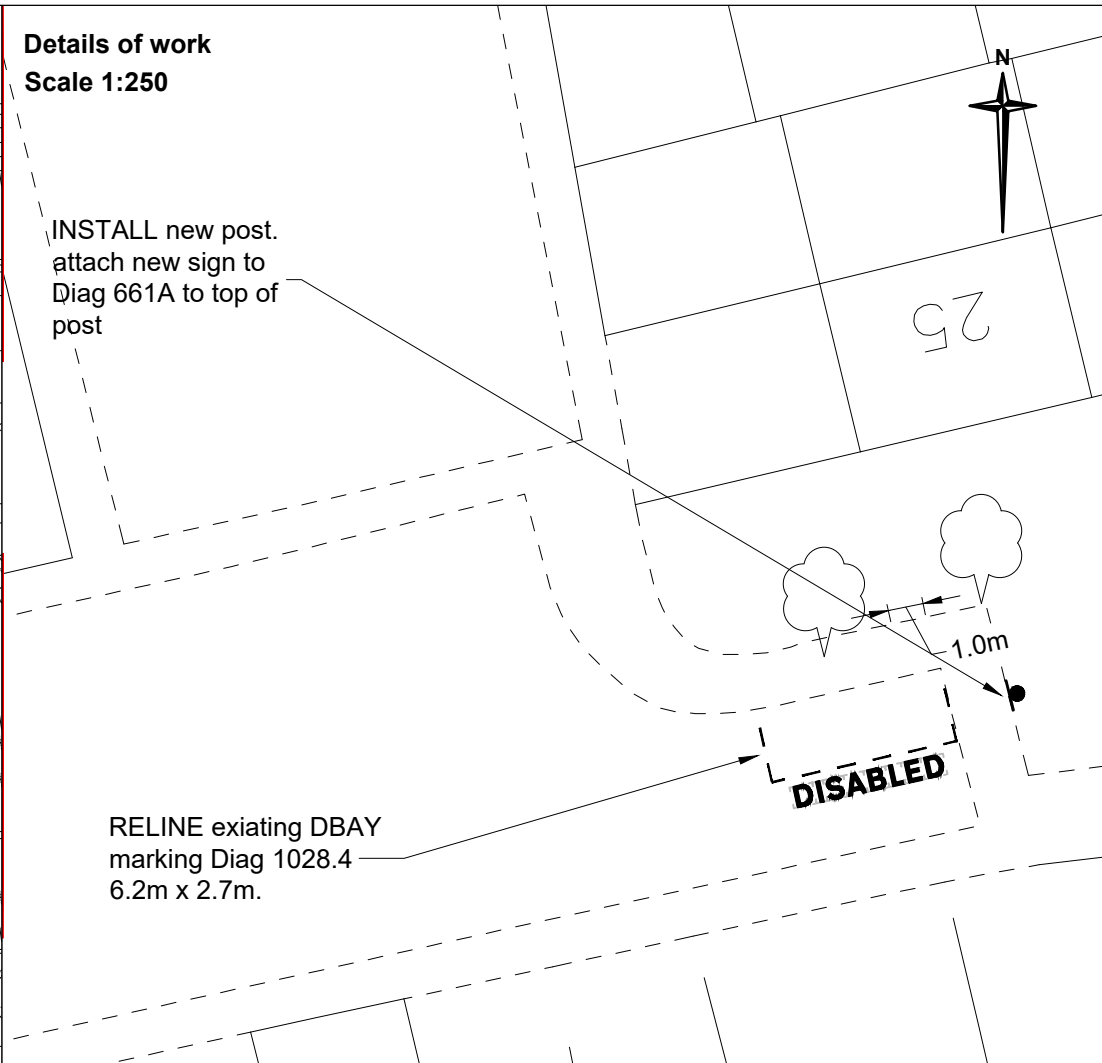 Details of work
Scale 1:250
N
INSTALL new post.
attach new sign to
Diag 661A to top of
post
25
1.0m
DISABLED
RELINE exiating DBAY
marking Diag 1028.4
6.2m x 2.7m.